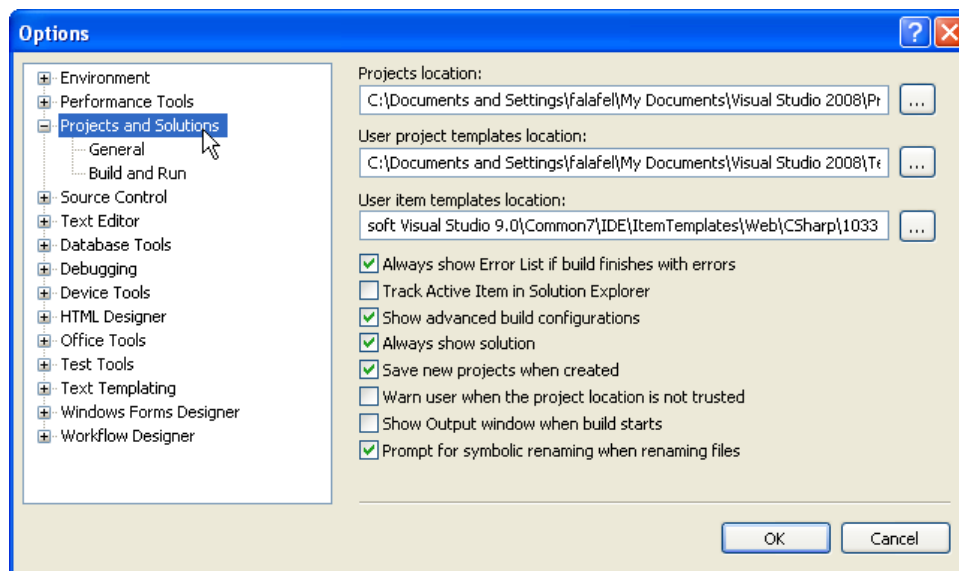 Options
Environment
Performance Tools
Projects and Solutions
General
Build and Run
Source Control
Text Editor
Database Tools
Debugging
Device Tools
HTML Designer
Office Tools
Test Tools
Text Templating
Windows Forms Designer
Workflow Designer
Projects location:
C:\Documents and Settings\falafel\My Documents\Visual Studio 2008\Pr
...
User project templates location:
C:\Documents and Settings\falafel\My Documents\Visual Studio 2008\Te
...
User item templates location:
soft Visual Studio 9.0\Common7\IDE\ItemTemplates\Web\CSharp\1033
...
Always show Error List if build finishes with errors
Track Active Item in Solution Explorer
Show advanced build configurations
Always show solution
Save new projects when created
Warn user when the project location is not trusted
Show Output window when build starts
Prompt for symbolic renaming when renaming files
OK
Cancel